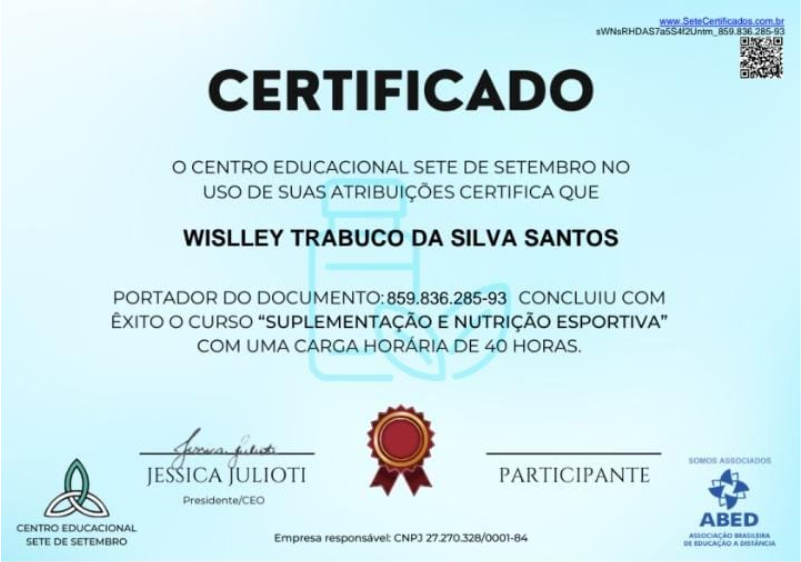 www.SeteCertificados.com.br
sWNsRHDAS7a5S4f2Untm_859.836.285-93
CERTIFICADO
O CENTRO EDUCACIONAL SETE DE SETEMBRO NO
USO DE SUAS ATRIBUIÇÕES CERTIFICA QUE
WISLLEY TRABUCO DA SILVA SANTOS
PORTADOR DO DOCUMENTO: 859.836.285-93 CONCLUIU COM
ÊXITO O CURSO “SUPLEMENTAÇÃO E NUTRIÇÃO ESPORTIVA”
COM UMA CARGA HORÁRIA DE 40 HORAS.
Jessica Julioti
JESSICA JULIOTI
Presidente/CEO
PARTICIPANTE
CENTRO EDUCACIONAL
SETE DE SETEMBRO
Empresa responsável: CNPJ 27.270.328/0001-84
SOMOS ASSOCIADOS
ABED
ASSOCIAÇÃO BRASILEIRA
DE EDUCAÇÃO A DISTÂNCIA